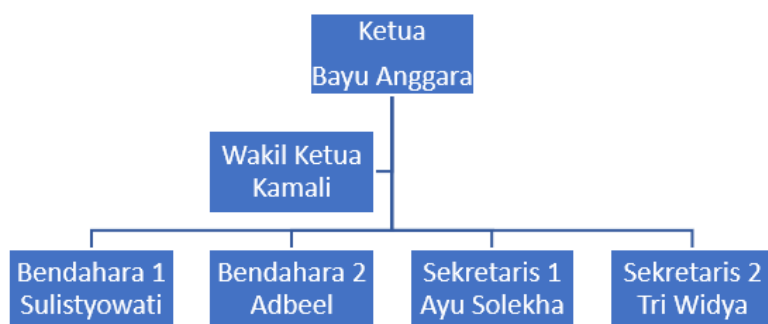 Ketua
Bayu Anggara
Wakil Ketua
Kamali
Bendahara 1
Sulistyowati
Bendahara 2
Adbeel
Sekretaris 1
Ayu Solekha
Sekretaris 2
Tri Widya